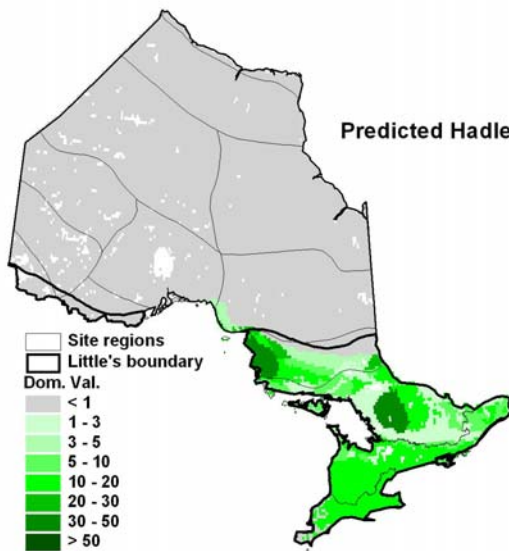 Predicted Hadle
Site regions
Little's boundary
Dom. Val.
< 1
1 - 3
3 - 5
5 - 10
10 - 20
20 - 30
30 - 50
> 50